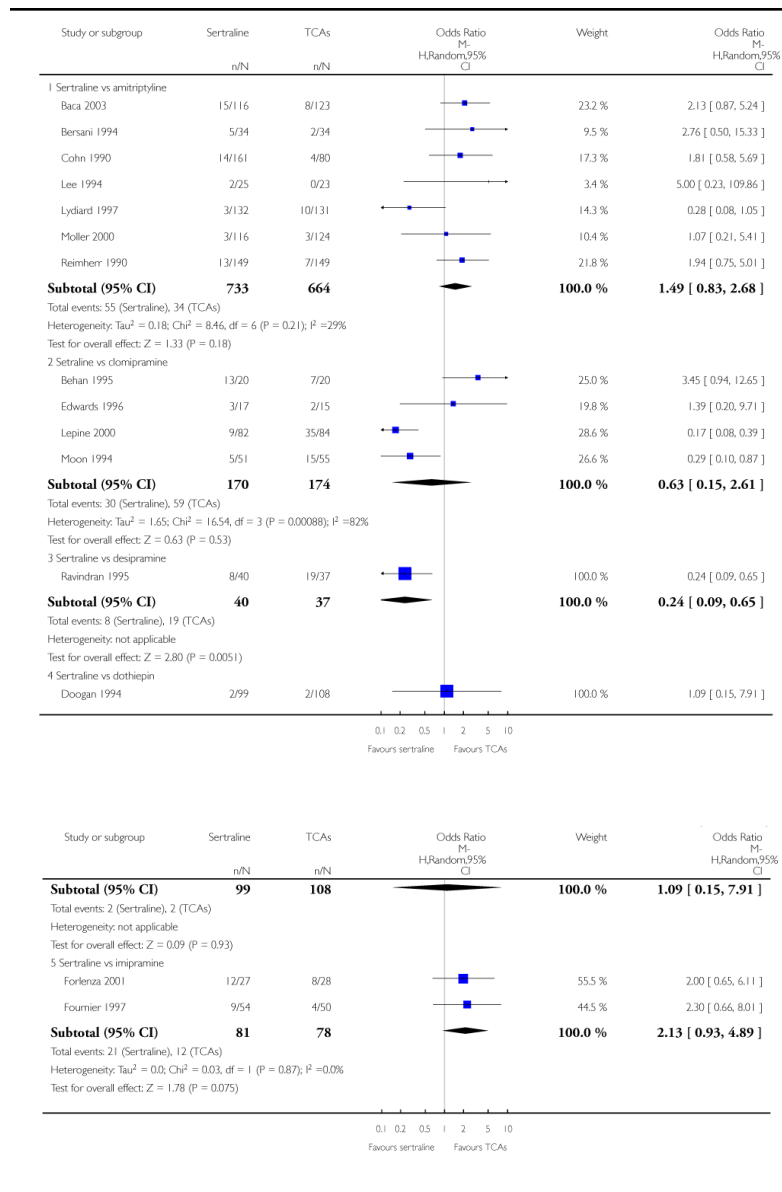 Study or subgroup Sertraline TCAs Odds Ratio Weight Odds Ratio
M- M-
H,Random,95% H,Random,95%
n/N n/N CI CI
1 Sertraline vs amitriptyline
Baca 2003 15/116 8/123 23.2 % 2.13 [ 0.87, 5.24 ]
Bersani 1994 5/34 2/34 9.5 % 2.76 [ 0.50, 15.33 ]
Cohn 1990 14/161 4/80 17.3 % 1.81 [ 0.58, 5.69 ]
Lee 1994 2/25 0/23 3.4 % 5.00 [ 0.23, 109.86 ]
Lydiard 1997 3/132 10/131 14.3 % 0.28 [ 0.08, 1.05 ]
Moller 2000 3/116 3/124 10.4 % 1.07 [ 0.21, 5.41 ]
Reimherr 1990 13/149 7/149 21.8 % 1.94 [ 0.75, 5.01 ]
Subtotal (95% CI) 733 664 100.0 % 1.49 [ 0.83, 2.68 ]
Total events: 55 (Sertraline), 34 (TCAs)
Heterogeneity: Tau² = 0.18; Chi² = 8.46, df = 6 (P = 0.21); I² =29%
Test for overall effect: Z = 1.33 (P = 0.18)
2 Setraline vs clomipramine
Behan 1995 13/20 7/20 25.0 % 3.45 [ 0.94, 12.65 ]
Edwards 1996 3/17 2/15 19.8 % 1.39 [ 0.20, 9.71 ]
Lepine 2000 9/82 35/84 28.6 % 0.17 [ 0.08, 0.39 ]
Moon 1994 5/51 15/55 26.6 % 0.29 [ 0.10, 0.87 ]
Subtotal (95% CI) 170 174 100.0 % 0.63 [ 0.15, 2.61 ]
Total events: 30 (Sertraline), 59 (TCAs)
Heterogeneity: Tau² = 1.65; Chi² = 16.54, df = 3 (P = 0.00088); I² =82%
Test for overall effect: Z = 0.63 (P = 0.53)
3 Sertraline vs desipramine
Ravindran 1995 8/40 19/37 100.0 % 0.24 [ 0.09, 0.65 ]
Subtotal (95% CI) 40 37 100.0 % 0.24 [ 0.09, 0.65 ]
Total events: 8 (Sertraline), 19 (TCAs)
Heterogeneity: not applicable
Test for overall effect: Z = 2.80 (P = 0.0051)
4 Sertraline vs dothiepin
Doogan 1994 2/99 2/108 100.0 % 1.09 [ 0.15, 7.91 ]
0.1 0.2 0.5 1 2 5 10
Favours sertraline Favours TCAs
Study or subgroup Sertraline TCAs Odds Ratio Weight Odds Ratio
M- M-
H,Random,95% H,Random,95%
n/N n/N CI CI
Subtotal (95% CI) 99 108 100.0 % 1.09 [ 0.15, 7.91 ]
Total events: 2 (Sertraline), 2 (TCAs)
Heterogeneity: not applicable
Test for overall effect: Z = 0.09 (P = 0.93)
5 Sertraline vs imipramine
Forlenza 2001 12/27 8/28 55.5 % 2.00 [ 0.65, 6.11 ]
Fournier 1997 9/54 4/50 44.5 % 2.30 [ 0.66, 8.01 ]
Subtotal (95% CI) 81 78 100.0 % 2.13 [ 0.93, 4.89 ]
Total events: 21 (Sertraline), 12 (TCAs)
Heterogeneity: Tau² = 0.0; Chi² = 0.03, df = 1 (P = 0.87); I² =0.0%
Test for overall effect: Z = 1.78 (P = 0.075)
0.1 0.2 0.5 1 2 5 10
Favours sertraline Favours TCAs